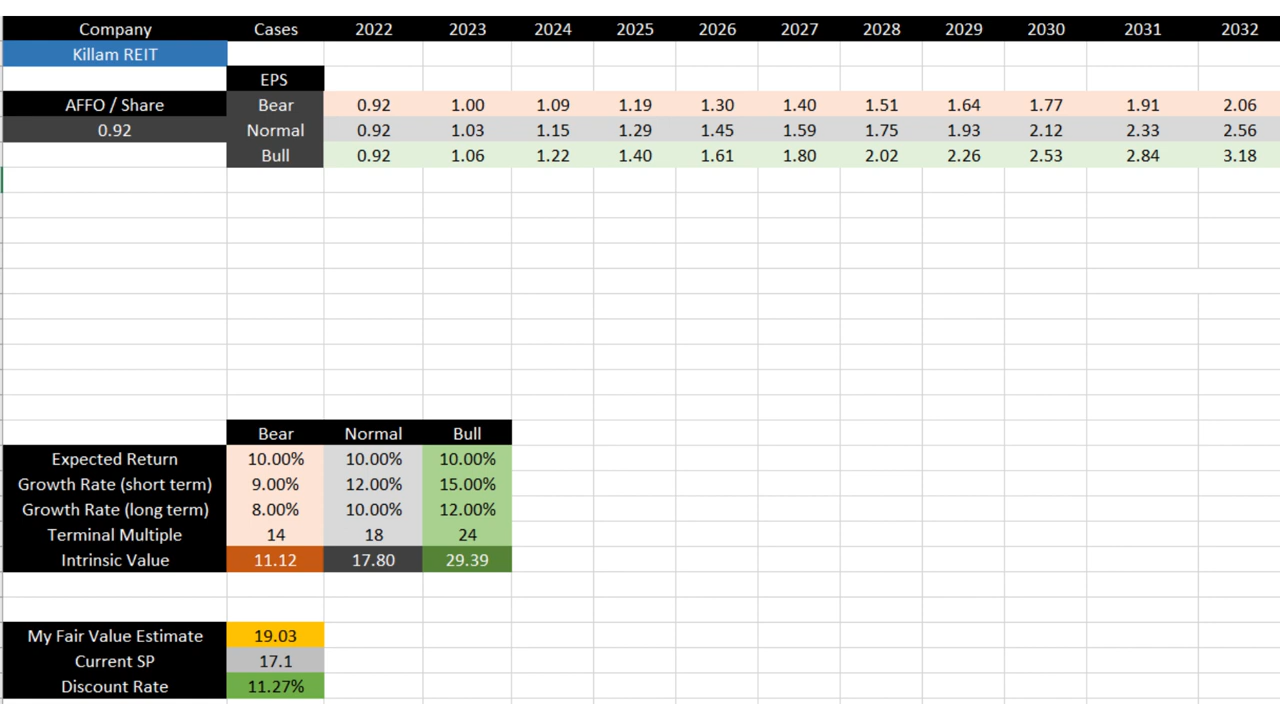 Company Cases 2022 2023 2024 2025 2026 2027 2028 2029 2030 2031 2032
Killam REIT
EPS
AFFO / Share Bear 0.92 1.00 1.09 1.19 1.30 1.40 1.51 1.64 1.77 1.91 2.06
0.92 Normal 0.92 1.03 1.15 1.29 1.45 1.59 1.75 1.93 2.12 2.33 2.56
Bull 0.92 1.06 1.22 1.40 1.61 1.80 2.02 2.26 2.53 2.84 3.18
Bear Normal Bull
Expected Return 10.00% 10.00% 10.00%
Growth Rate (short term) 9.00% 12.00% 15.00%
Growth Rate (long term) 8.00% 10.00% 12.00%
Terminal Multiple 14 18 24
Intrinsic Value 11.12 17.80 29.39
My Fair Value Estimate 19.03
Current SP 17.1
Discount Rate 11.27%